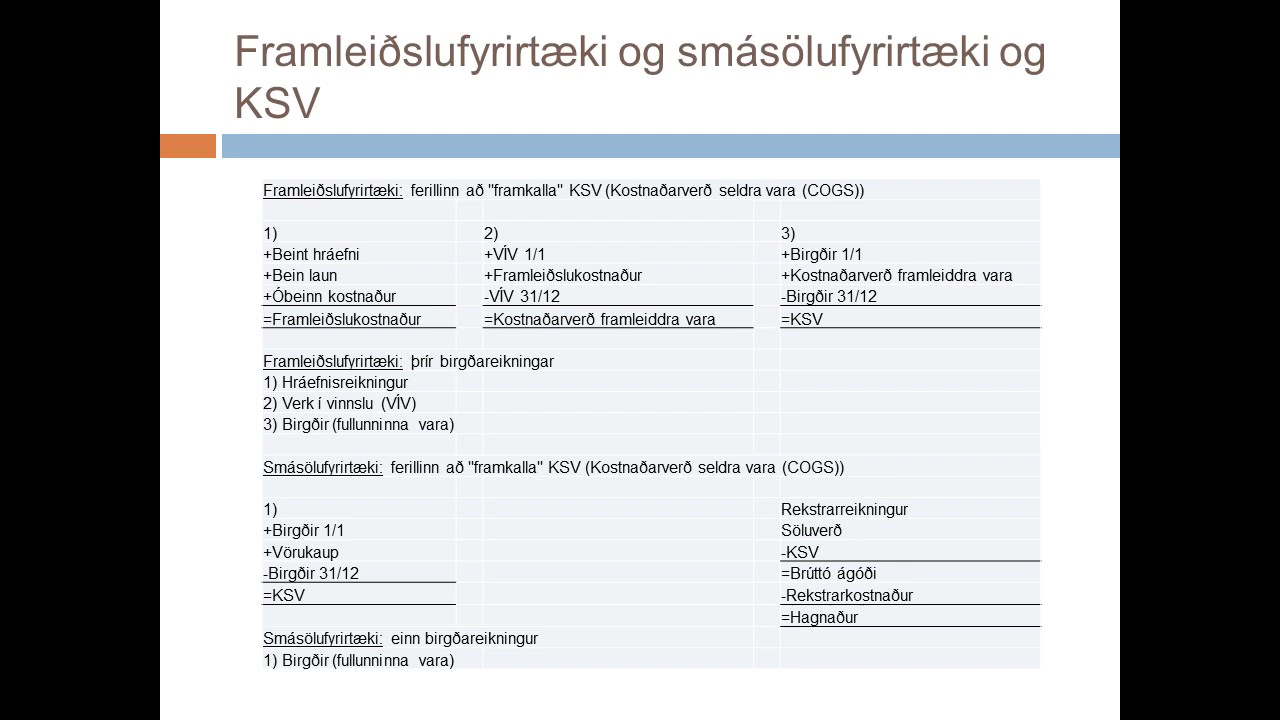 Framleiðslufyrirtæki og smásölufyrirtæki og
KSV
Framleiðslufyrirtæki: ferillinn að "framkalla" KSV (Kostnaðarverð seldra vara (COGS))
1) 2) 3)
+Beint hráefni +VÍV 1/1 +Birgðir 1/1
+Bein laun +Framleiðslukostnaður +Kostnaðarverð framleiddra vara
+Óbeinn kostnaður -VÍV 31/12 -Birgðir 31/12
=Framleiðslukostnaður =Kostnaðarverð framleiddra vara =KSV
Framleiðslufyrirtæki: þrír birgðareikningar
1) Hráefnisreikningur
2) Verk í vinnslu (VÍV)
3) Birgðir (fullunninna vara)
Smásölufyrirtæki: ferillinn að "framkalla" KSV (Kostnaðarverð seldra vara (COGS))
1) Rekstrarreikningur
+Birgðir 1/1 Söluverð
+Vörukaup -KSV
-Birgðir 31/12 =Brúttó ágóði
=KSV -Rekstrarkostnaður
=Hagnaður
Smásölufyrirtæki: einn birgðareikningur
1) Birgðir (fullunninna vara)